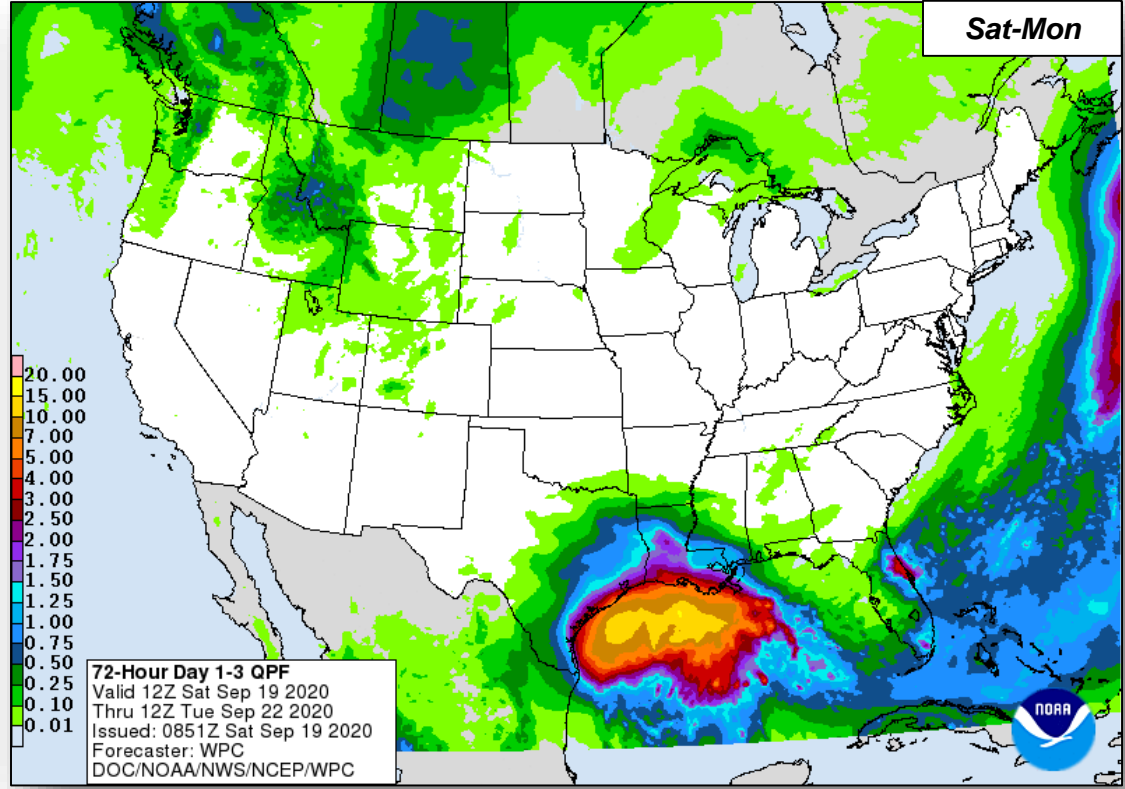 Sat-Mon
20.00
15.00
10.00
7.00
5.00
4.00
3.00
2.50
2.00
1.75
1.50
1.25
1.00
0.75
0.50
0.25
0.10
0.01
72-Hour Day 1-3 QPF
Valid 12Z Sat Sep 19 2020
Thru 12Z Tue Sep 22 2020
Issued: 0851Z Sat Sep 19 2020
Forecaster: WPC
DOC/NOAA/NWS/NCEP/WPC
NOAA